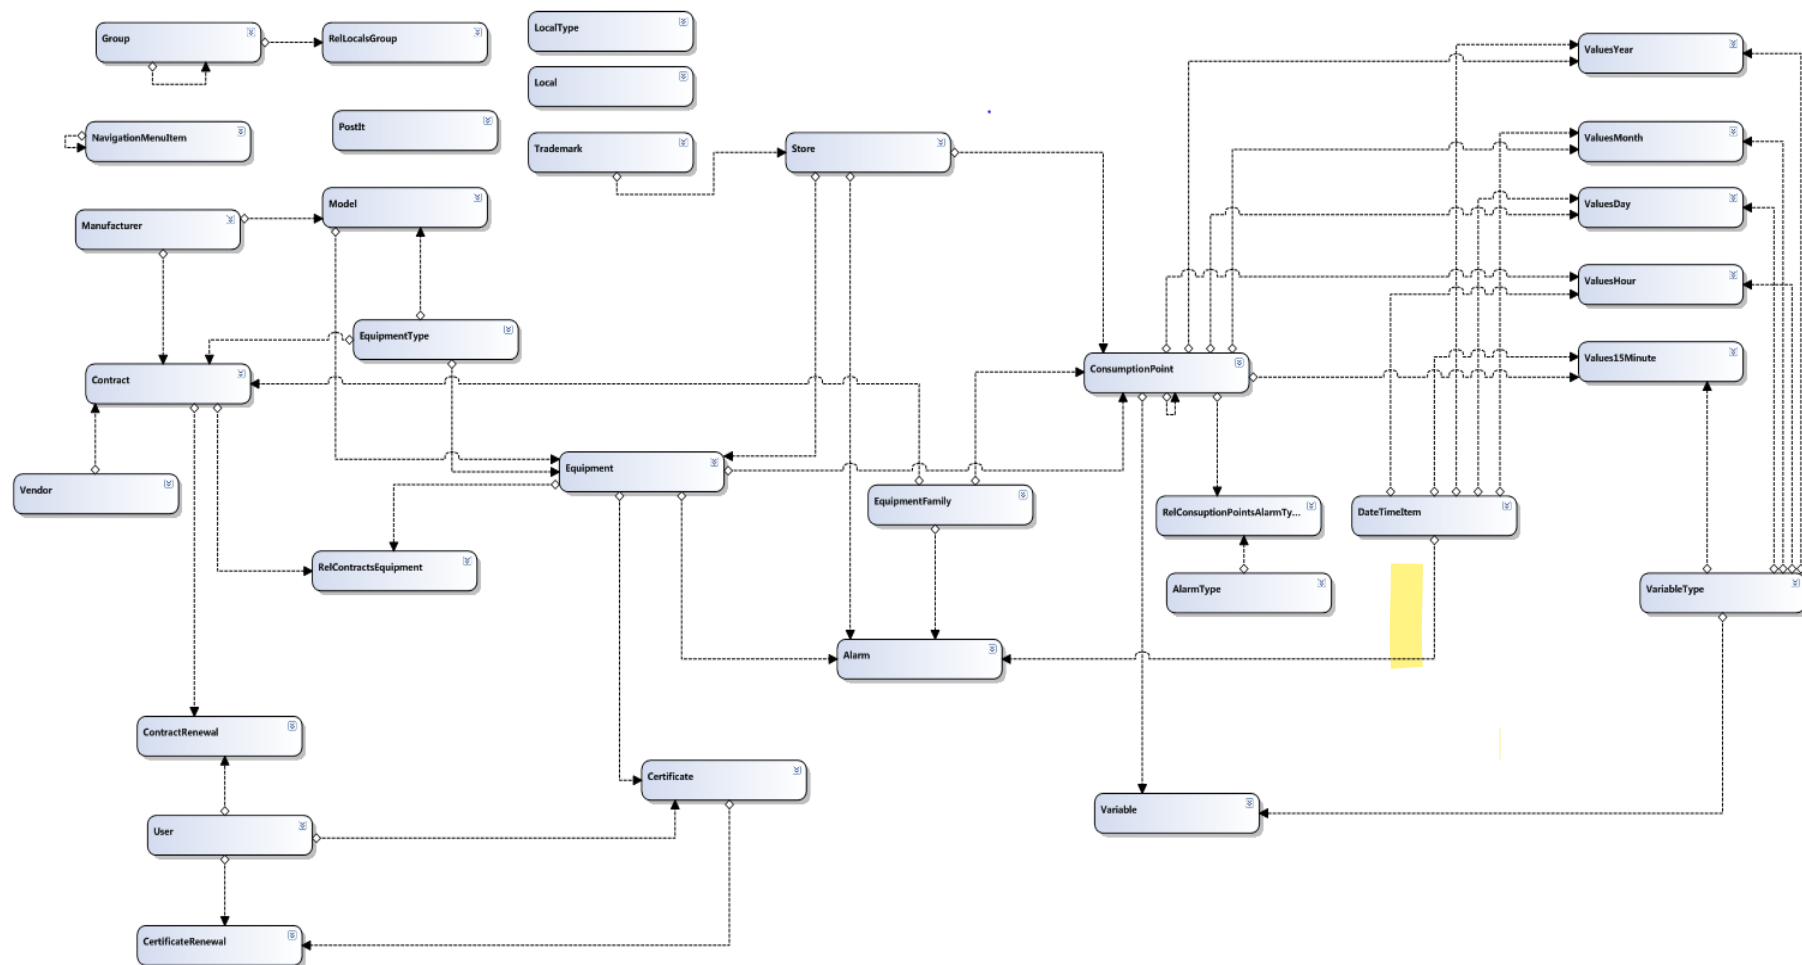 Group
RelLocalsGroup
LocalType
Local
ValuesYear
NavigationMenuItem
PostIt
Trademark
Store
ValuesMonth
Manufacturer
Model
ValuesDay
ValuesHour
EquipmentType
Contract
ConsumptionPoint
Values15Minute
Vendor
Equipment
EquipmentFamily
RelConsuptionPointsAlarmTy...
DateTimeItem
RelContractsEquipment
AlarmType
VariableType
Alarm
ContractRenewal
Certificate
Variable
User
CertificateRenewal